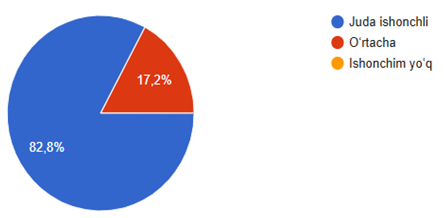 Juda ishonchli
O'rtacha
Ishonchim yo'q
17,2%
82,8%